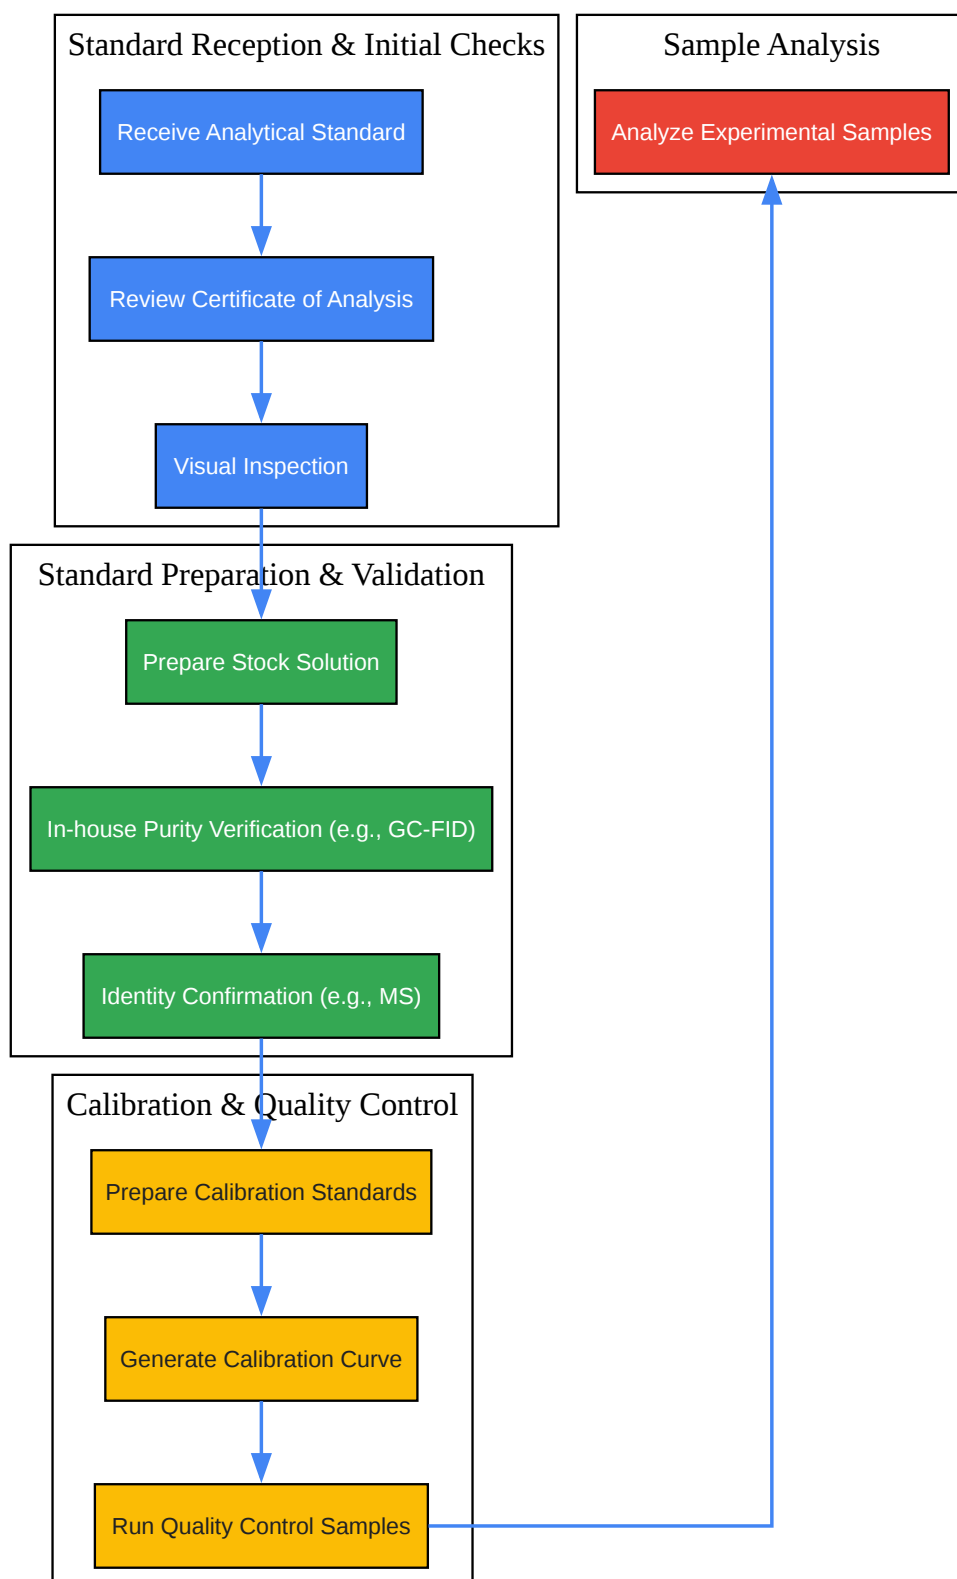 Standard Reception & Initial Checks
Receive Analytical Standard
Review Certificate of Analysis
Visual Inspection
Standard Preparation & Validation
Prepare Stock Solution
In-house Purity Verification (e.g., GC-FID)
Identity Confirmation (e.g., MS)
Calibration & Quality Control
Prepare Calibration Standards
Generate Calibration Curve
Run Quality Control Samples
Sample Analysis
Analyze Experimental Samples